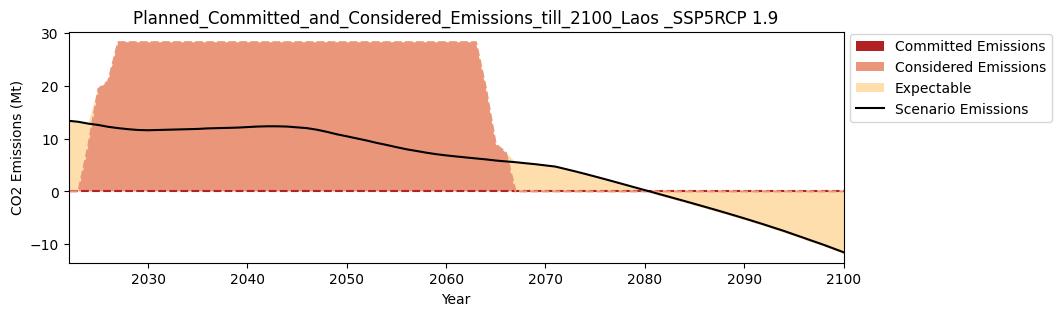 Planned_Committed_and_Considered_Emissions_till_2100_Laos _SSP5RCP 1.9
Committed Emissions
Considered Emissions
Expectable
Scenario Emissions
CO2 Emissions (Mt)
30
20
10
0
−10
2030
2040
2050
2060
2070
2080
2090
2100
Year